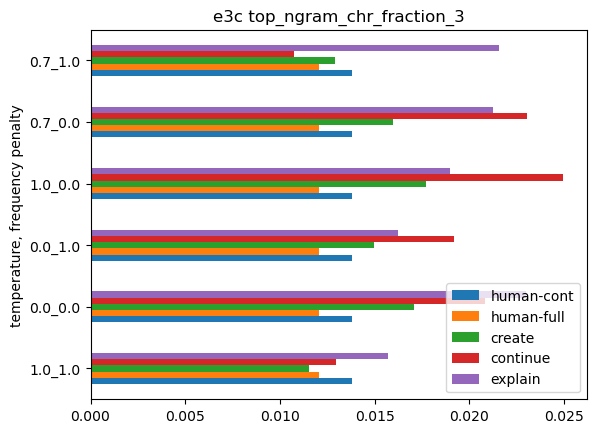 e3c top_ngram_chr_fraction_3
temperature, frequency penalty
0.7_1.0
0.7_0.0
1.0_0.0
0.0_1.0
0.0_0.0
1.0_1.0
human-cont
human-full
create
continue
explain
0.000 0.005 0.010 0.015 0.020 0.025